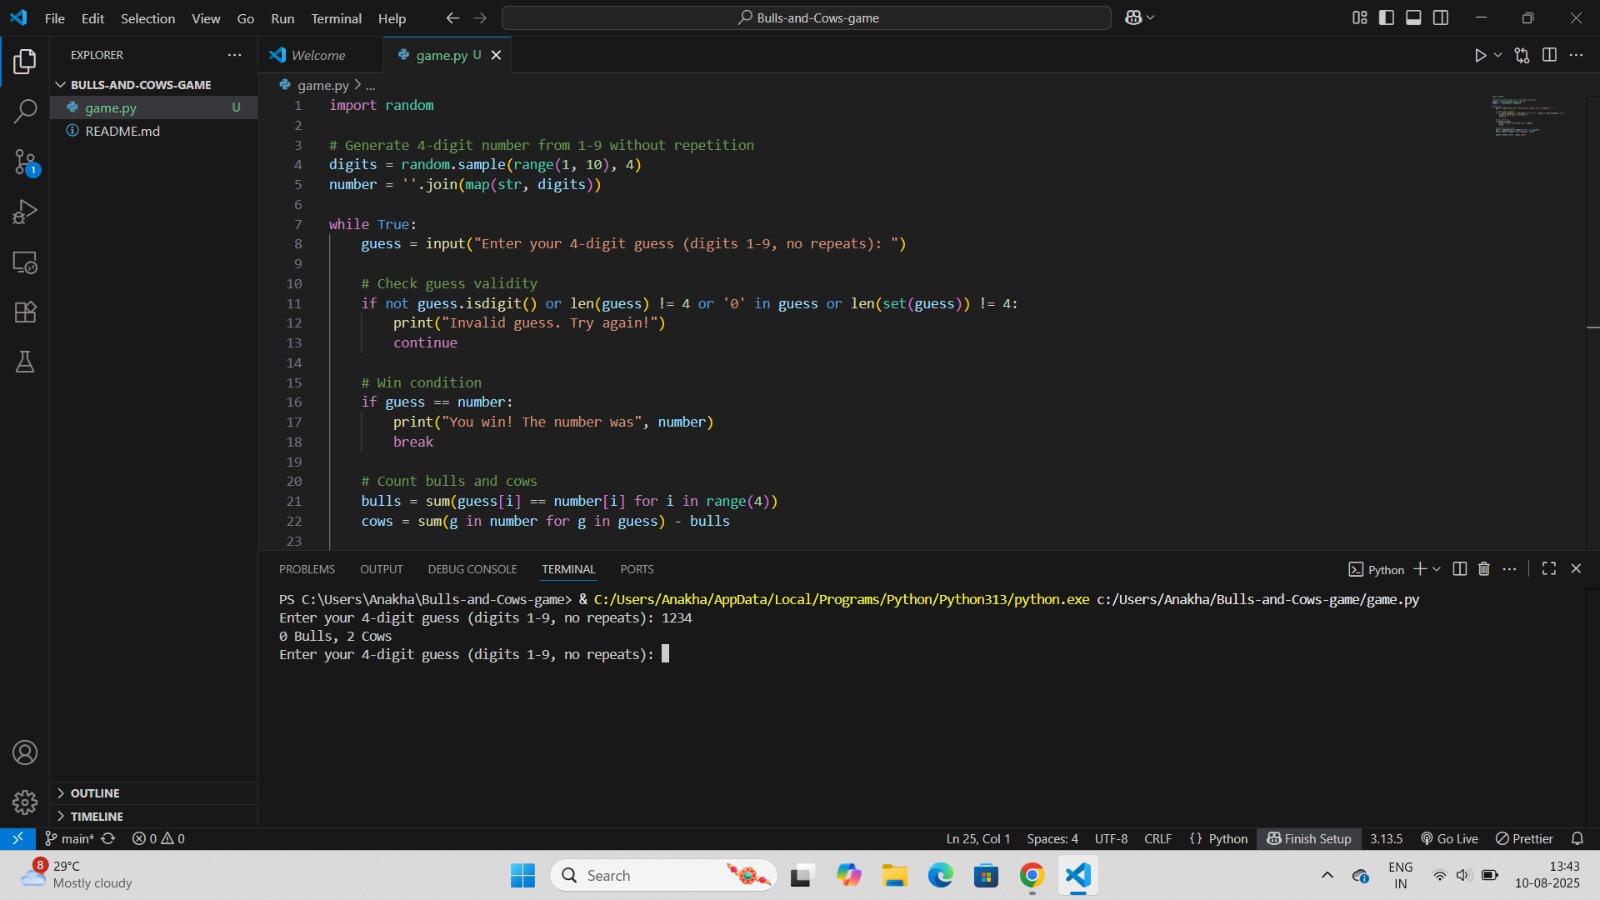 File Edit Selection View Go Run Terminal Help Bulls-and-Cows-game
EXPLORER
BULLS-AND-COWS-GAME
game.py U
README.md
OUTLINE
TIMELINE
1
Welcome game.py U
game.py > ...
1 import random
2
3 # Generate 4-digit number from 1-9 without repetition
4 digits = random.sample(range(1, 10), 4)
5 number = ''.join(map(str, digits))
6
7 while True:
8 guess = input("Enter your 4-digit guess (digits 1-9, no repeats): ")
9
10 # Check guess validity
11 if not guess.isdigit() or len(guess) != 4 or '0' in guess or len(set(guess)) != 4:
12 print("Invalid guess. Try again!")
13 continue
14
15 # Win condition
16 if guess == number:
17 print("You win! The number was", number)
18 break
19
20 # Count bulls and cows
21 bulls = sum(guess[i] == number[i] for i in range(4))
22 cows = sum(g in number for g in guess) - bulls
23
PROBLEMS OUTPUT DEBUG CONSOLE TERMINAL PORTS Python
PS C:\Users\Anakha\Bulls-and-Cows-game> & C:/Users/Anakha/AppData/Local/Programs/Python/Python313/python.exe c:/Users/Anakha/Bulls-and-Cows-game/game.py
Enter your 4-digit guess (digits 1-9, no repeats): 1234
0 Bulls, 2 Cows
Enter your 4-digit guess (digits 1-9, no repeats):
main* 0 0 Ln 25, Col 1 Spaces: 4 UTF-8 CRLF {} Python Finish Setup 3.13.5 Go Live Prettier
8 29°C
Mostly cloudy
Search
ENG
IN
13:43
10-08-2025